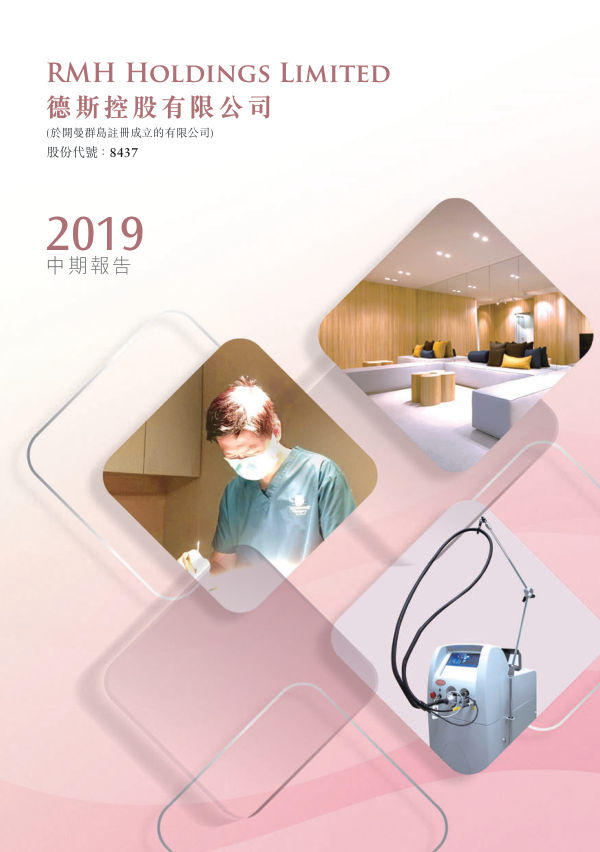 RMH HOLDINGS LIMITED
德斯控股有限公司
(於開曼群島註冊成立的有限公司)
股份代號：8437
2019
中期報告